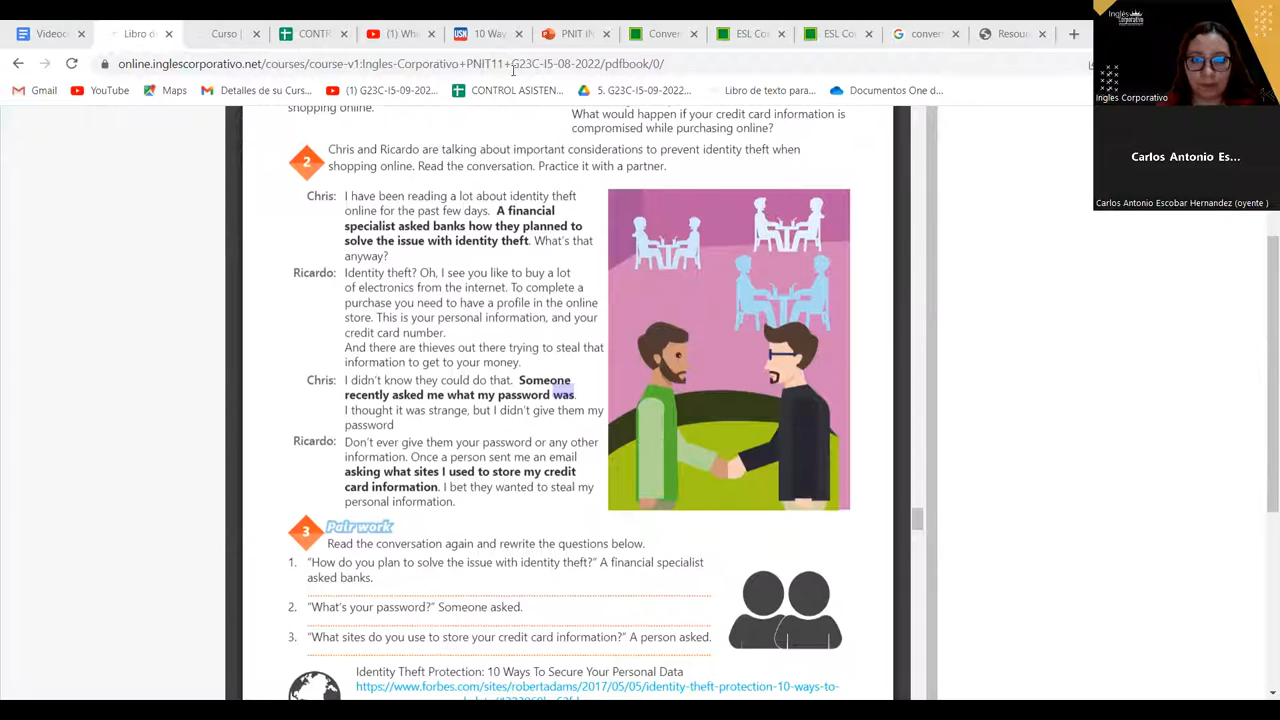 Videoc
Libro de
Curso |
CONTR
(1) Wha
10 Way
PNIT IN
Conver
ESL Co
ESL Co
conver
Resou
online.inglescorporativo.net/courses/course-v1:Ingles-Corporativo+PNIT11+G23C-I5-08-2022/pdfbook/0/
Gmail
YouTube
Maps
Detalles de su Curs...
(1) G23C-I5-09-202...
CONTROL ASISTEN...
5. G23C-I5-09-2022...
Libro de texto para...
Documentos One d...
Inglés
Corporativo
Ingles Corporativo
Carlos Antonio Es...
Carlos Antonio Escobar Hernandez (oyente )
shopping online.
What would happen if your credit card information is
compromised while purchasing online?
2
Chris and Ricardo are talking about important considerations to prevent identity theft when
shopping online. Read the conversation. Practice it with a partner.
Chris: I have been reading a lot about identity theft
online for the past few days. A financial
specialist asked banks how they planned to
solve the issue with identity theft. What's that
anyway?
Ricardo: Identity theft? Oh, I see you like to buy a lot
of electronics from the internet. To complete a
purchase you need to have a profile in the online
store. This is your personal information, and your
credit card number.
And there are thieves out there trying to steal that
information to get to your money.
Chris: I didn't know they could do that. Someone
recently asked me what my password was.
I thought it was strange, but I didn't give them my
password
Ricardo: Don't ever give them your password or any other
information. Once a person sent me an email
asking what sites I used to store my credit
card information. I bet they wanted to steal my
personal information.
3
Pair work
Read the conversation again and rewrite the questions below.
1. "How do you plan to solve the issue with identity theft?" A financial specialist
asked banks.
2. "What's your password?" Someone asked.
3. "What sites do you use to store your credit card information?" A person asked.
Identity Theft Protection: 10 Ways To Secure Your Personal Data
https://www.forbes.com/sites/robertadams/2017/05/05/identity-theft-protection-10-ways-to-